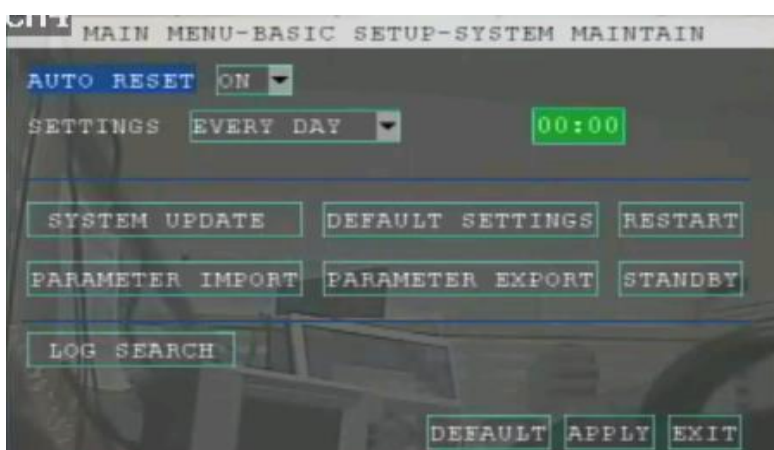 CH4
MAIN MENU-BASIC SETUP-SYSTEM MAINTAIN
AUTO RESET ON
SETTINGS EVERY DAY 00:00
SYSTEM UPDATE DEFAULT SETTINGS RESTART
PARAMETER IMPORT PARAMETER EXPORT STANDBY
LOG SEARCH
DEFAULT APPLY EXIT